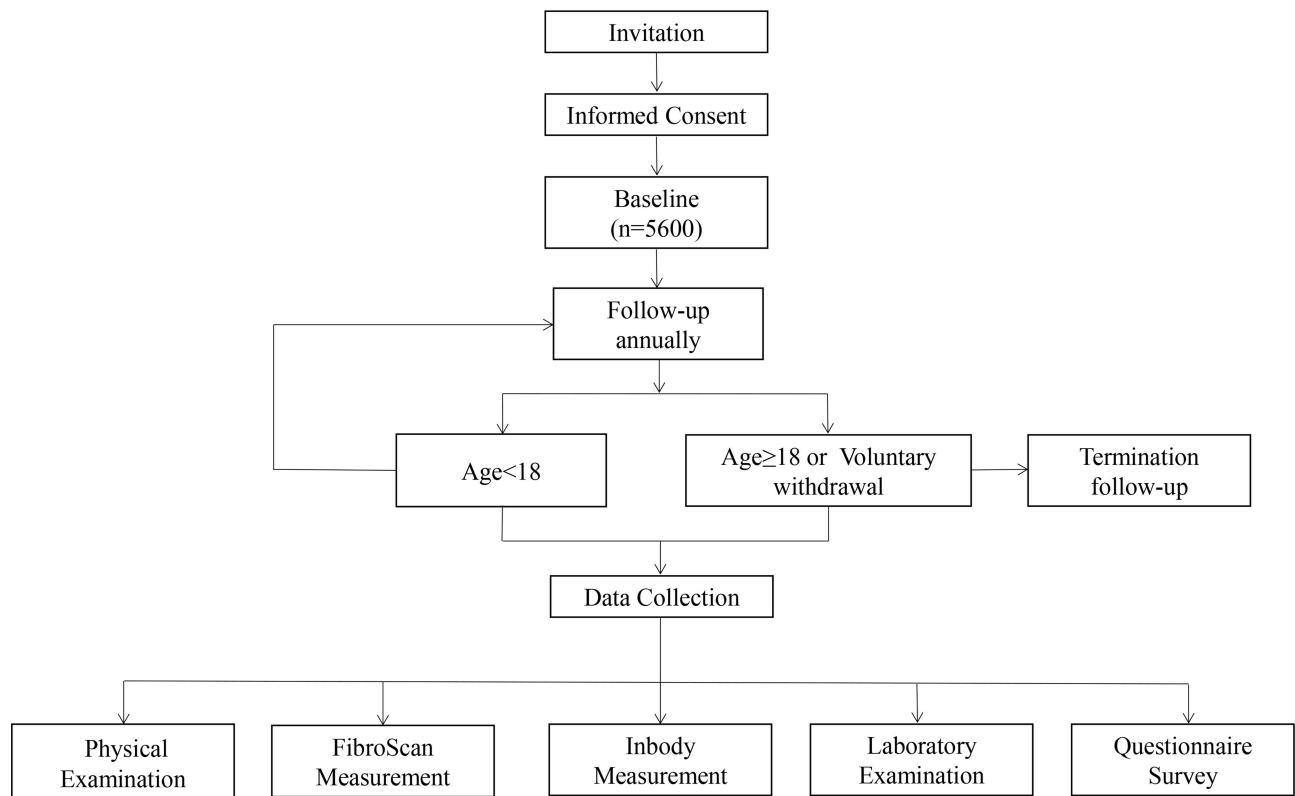 Invitation
Informed Consent
Baseline
(n=5600)
Follow-up
annually
Age<18
Age≥18 or Voluntary
withdrawal
Termination
follow-up
Data Collection
Physical
Examination
FibroScan
Measurement
Inbody
Measurement
Laboratory
Examination
Questionnaire
Survey